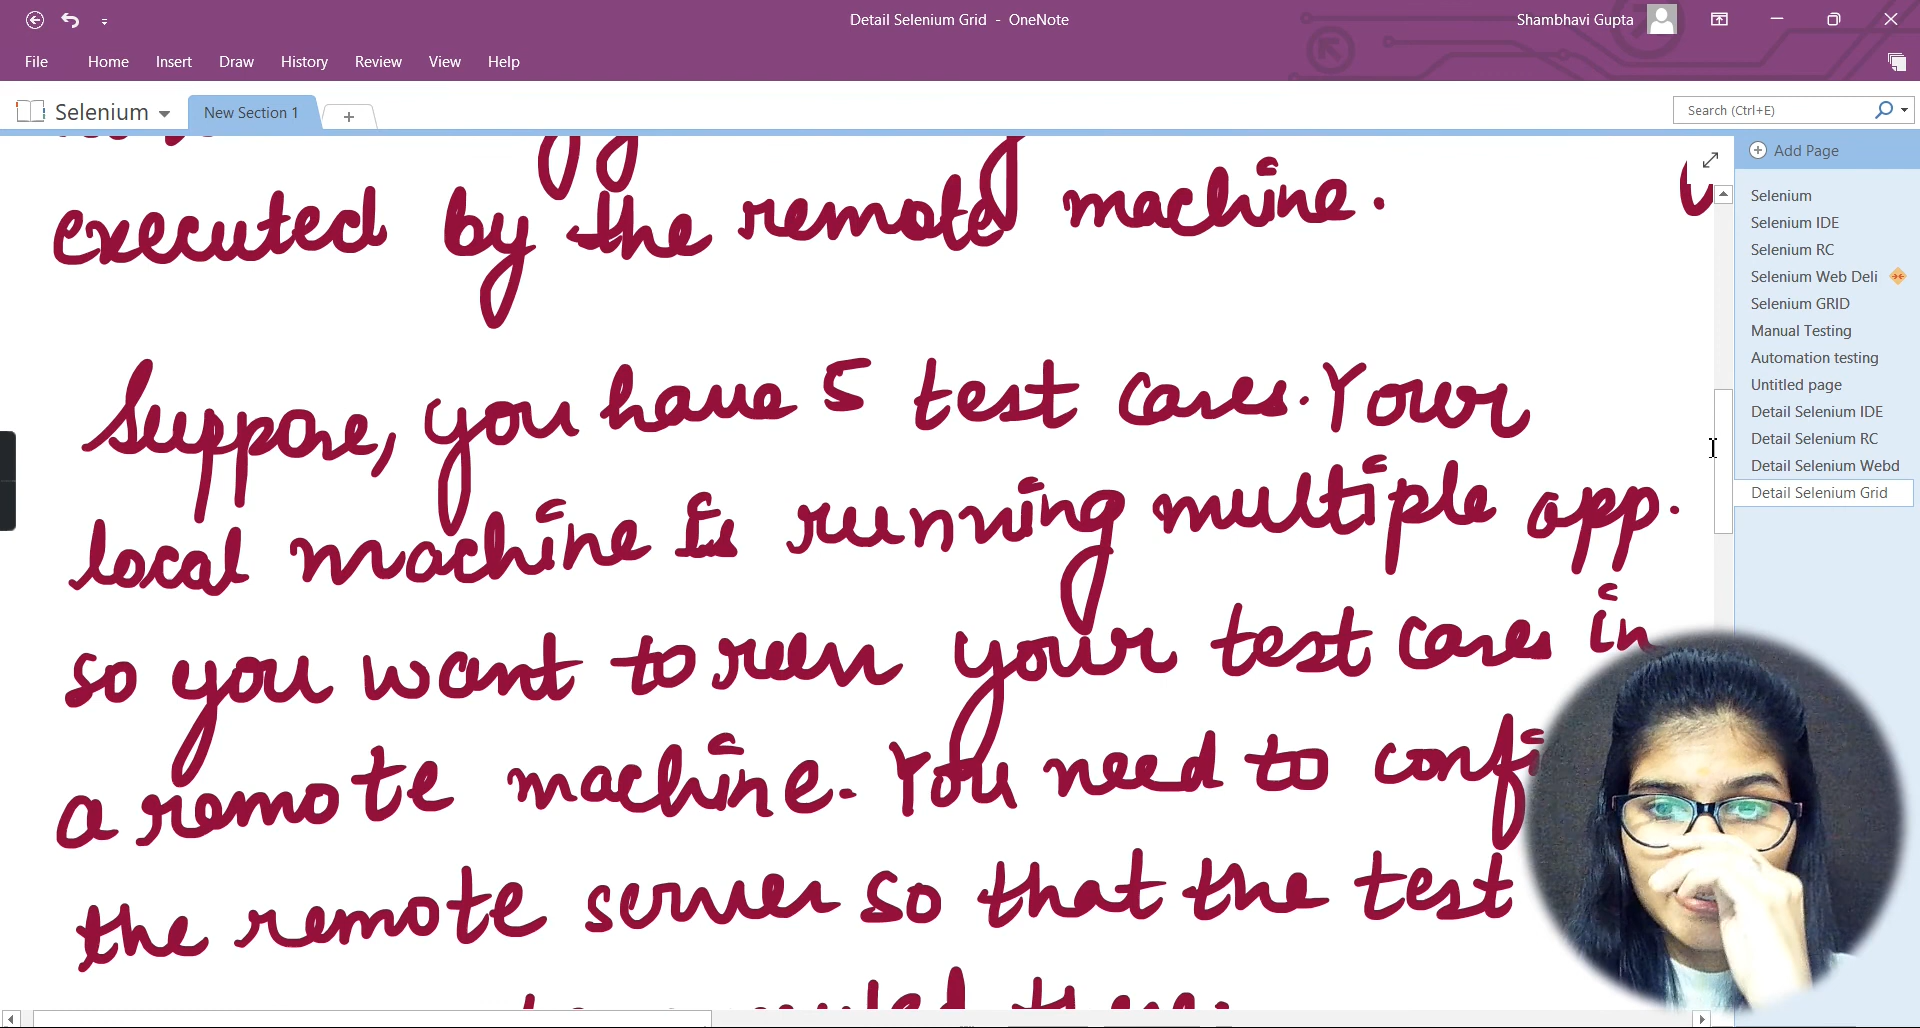 Detail Selenium Grid - OneNote
Shambhavi Gupta
File Home Insert Draw History Review View Help
Selenium
New Section 1
+
Search (Ctrl+E)
executed by the remote machine.
Suppose, you have 5 test cases. Your
local machine is running multiple app.
so you want to run your test cases in
a remote machine. You need to confi
the remote server so that the test
Add Page
Selenium
Selenium IDE
Selenium RC
Selenium Web Deli
Selenium GRID
Manual Testing
Automation testing
Untitled page
Detail Selenium IDE
Detail Selenium RC
Detail Selenium Webd
Detail Selenium Grid